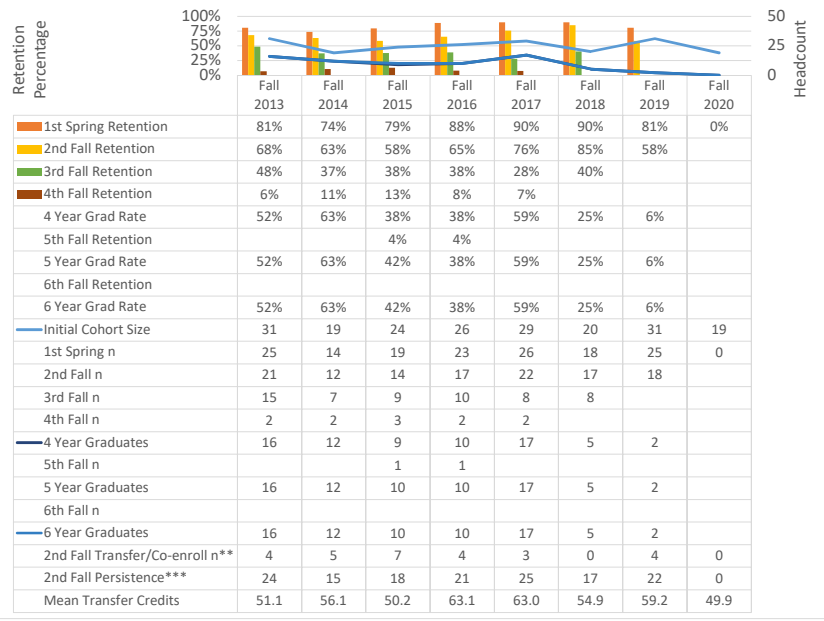 Retention
Percentage
100%
75%
50%
25%
0%
50
25
0
Headcount
Fall 2013 Fall 2014 Fall 2015 Fall 2016 Fall 2017 Fall 2018 Fall 2019 Fall 2020
1st Spring Retention 81% 74% 79% 88% 90% 90% 81% 0%
2nd Fall Retention 68% 63% 58% 65% 76% 85% 58%
3rd Fall Retention 48% 37% 38% 38% 28% 40%
4th Fall Retention 6% 11% 13% 8% 7%
4 Year Grad Rate 52% 63% 38% 38% 59% 25% 6%
5th Fall Retention 4% 4%
5 Year Grad Rate 52% 63% 42% 38% 59% 25% 6%
6th Fall Retention
6 Year Grad Rate 52% 63% 42% 38% 59% 25% 6%
Initial Cohort Size 31 19 24 26 29 20 31 19
1st Spring n 25 14 19 23 26 18 25 0
2nd Fall n 21 12 14 17 22 17 18
3rd Fall n 15 7 9 10 8 8
4th Fall n 2 2 3 2 2
4 Year Graduates 16 12 9 10 17 5 2
5th Fall n 1 1
5 Year Graduates 16 12 10 10 17 5 2
6th Fall n
6 Year Graduates 16 12 10 10 17 5 2
2nd Fall Transfer/Co-enroll n** 4 5 7 4 3 0 4 0
2nd Fall Persistence*** 24 15 18 21 25 17 22 0
Mean Transfer Credits 51.1 56.1 50.2 63.1 63.0 54.9 59.2 49.9